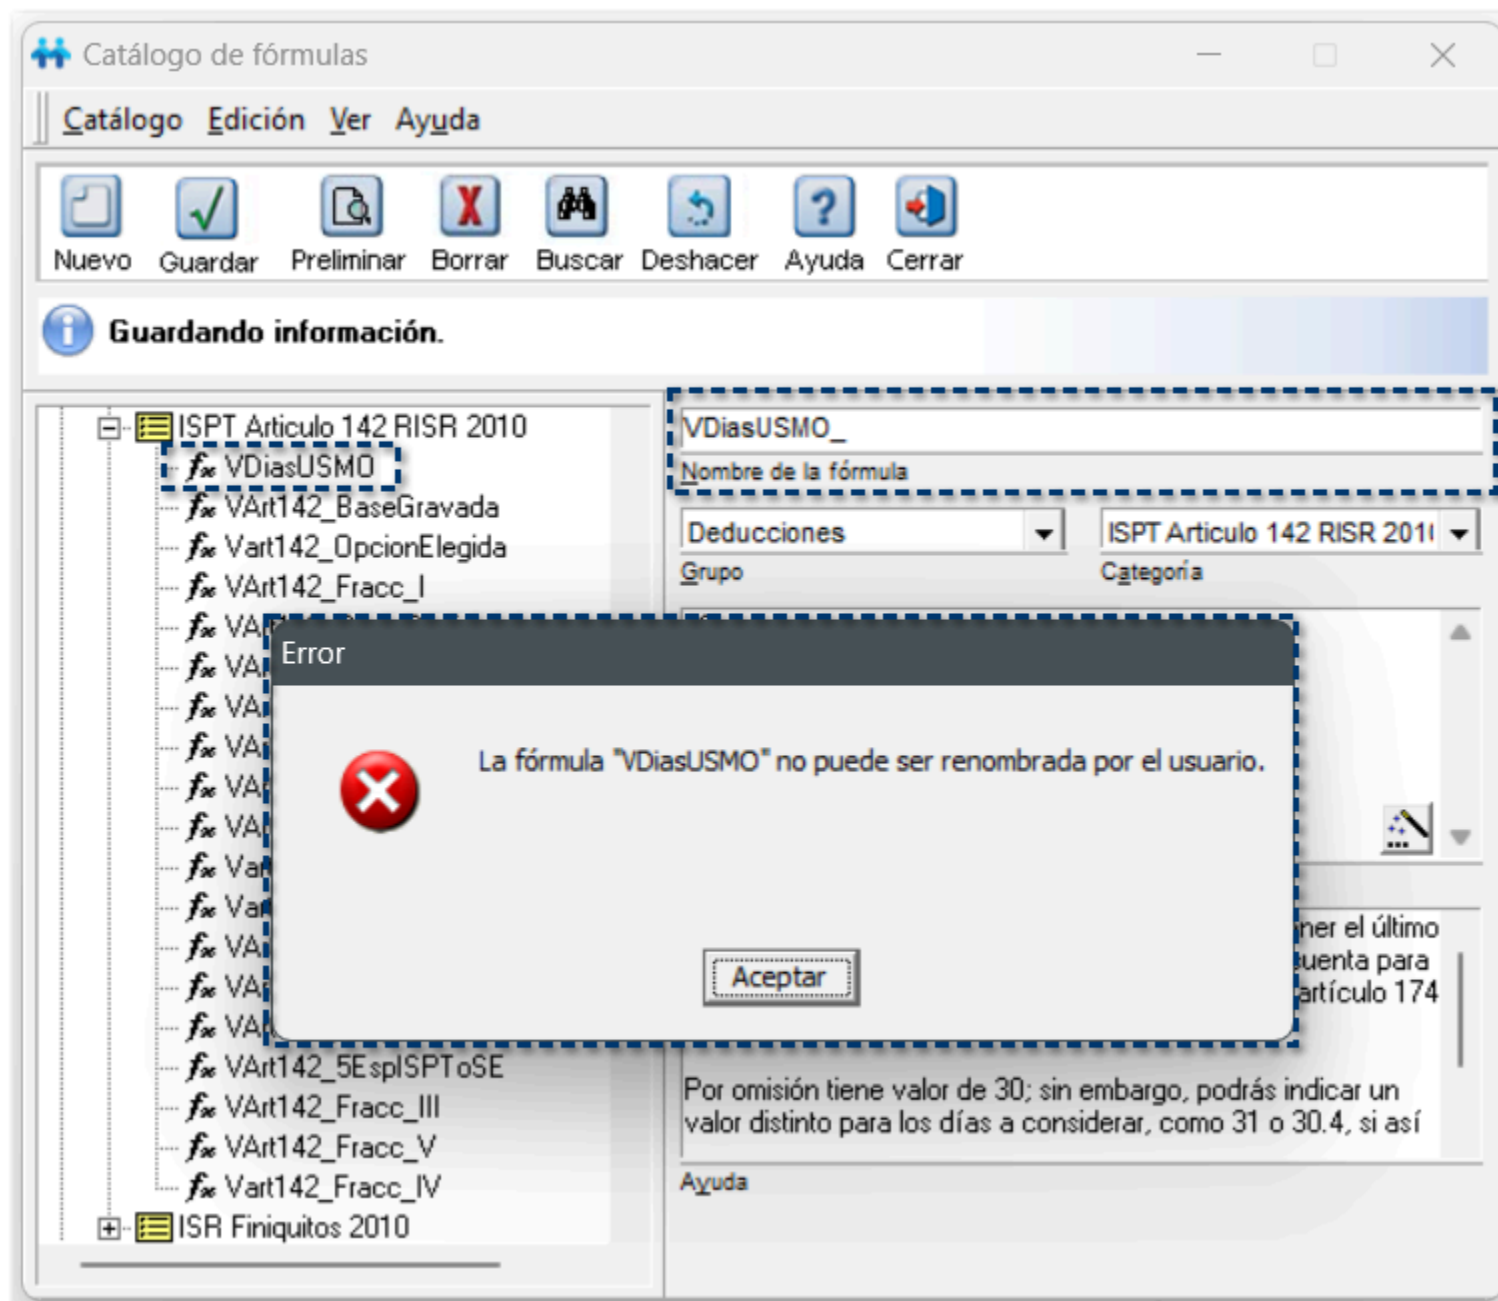 Catálogo de fórmulas
Catálogo Edición Ver Ayuda
Nuevo Guardar Preliminar Borrar Buscar Deshacer Ayuda Cerrar
Guardando información.
ISPT Articulo 142 RISR 2010
VDiasUSMO
VArt142_BaseGravada
Vart142_OpcionElegida
VArt142_Fracc_I
VArt142_5EspISPToSE
VArt142_Fracc_III
VArt142_Fracc_V
Vart142_Fracc_IV
ISR Finiquitos 2010
VDiasUSMO_
Nombre de la fórmula
Deducciones
ISPT Articulo 142 RISR 201
Grupo
Categoría
Error
La fórmula "VDiasUSMO" no puede ser renombrada por el usuario.
Aceptar
el último
para
artículo 174
Por omisión tiene valor de 30; sin embargo, podrás indicar un
valor distinto para los días a considerar, como 31 o 30.4, si así
Ayuda